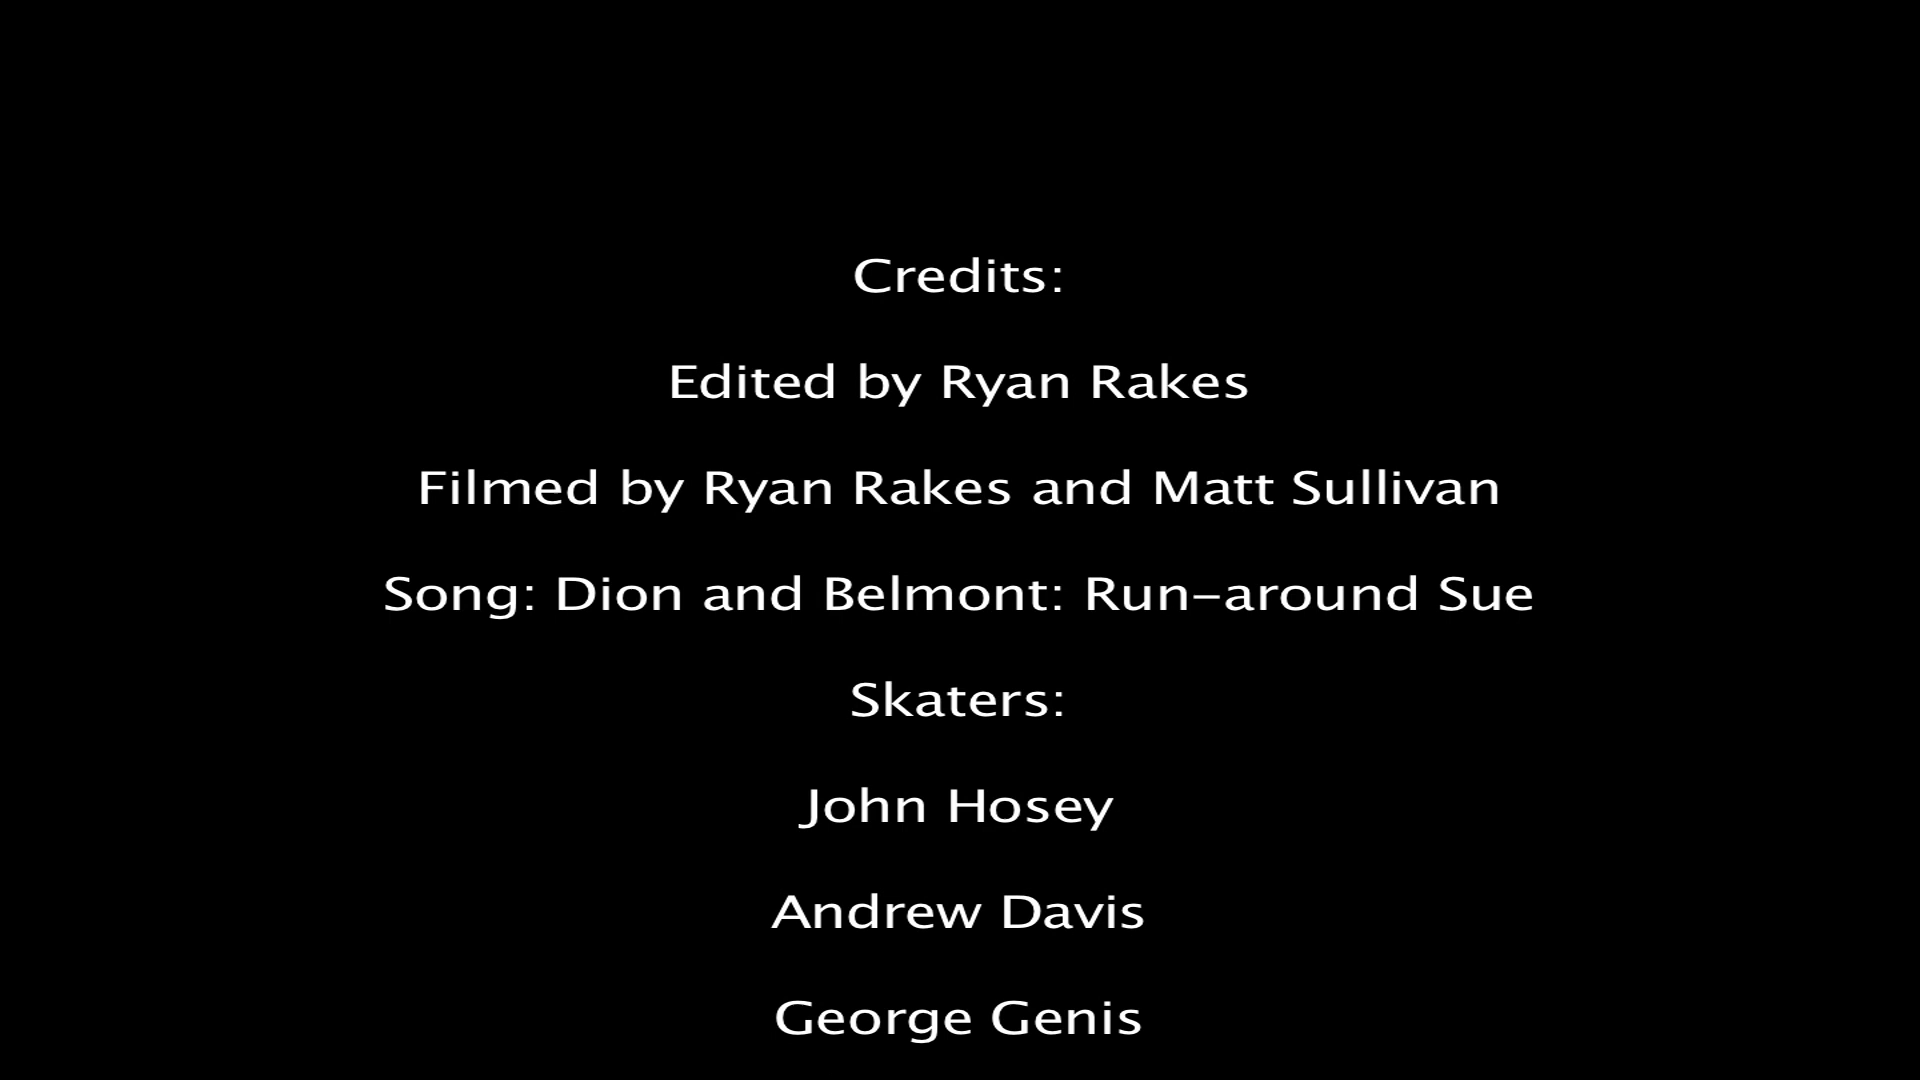 Credits:
Edited by Ryan Rakes
Filmed by Ryan Rakes and Matt Sullivan
Song: Dion and Belmont: Run-around Sue
Skaters:
John Hosey
Andrew Davis
George Genis